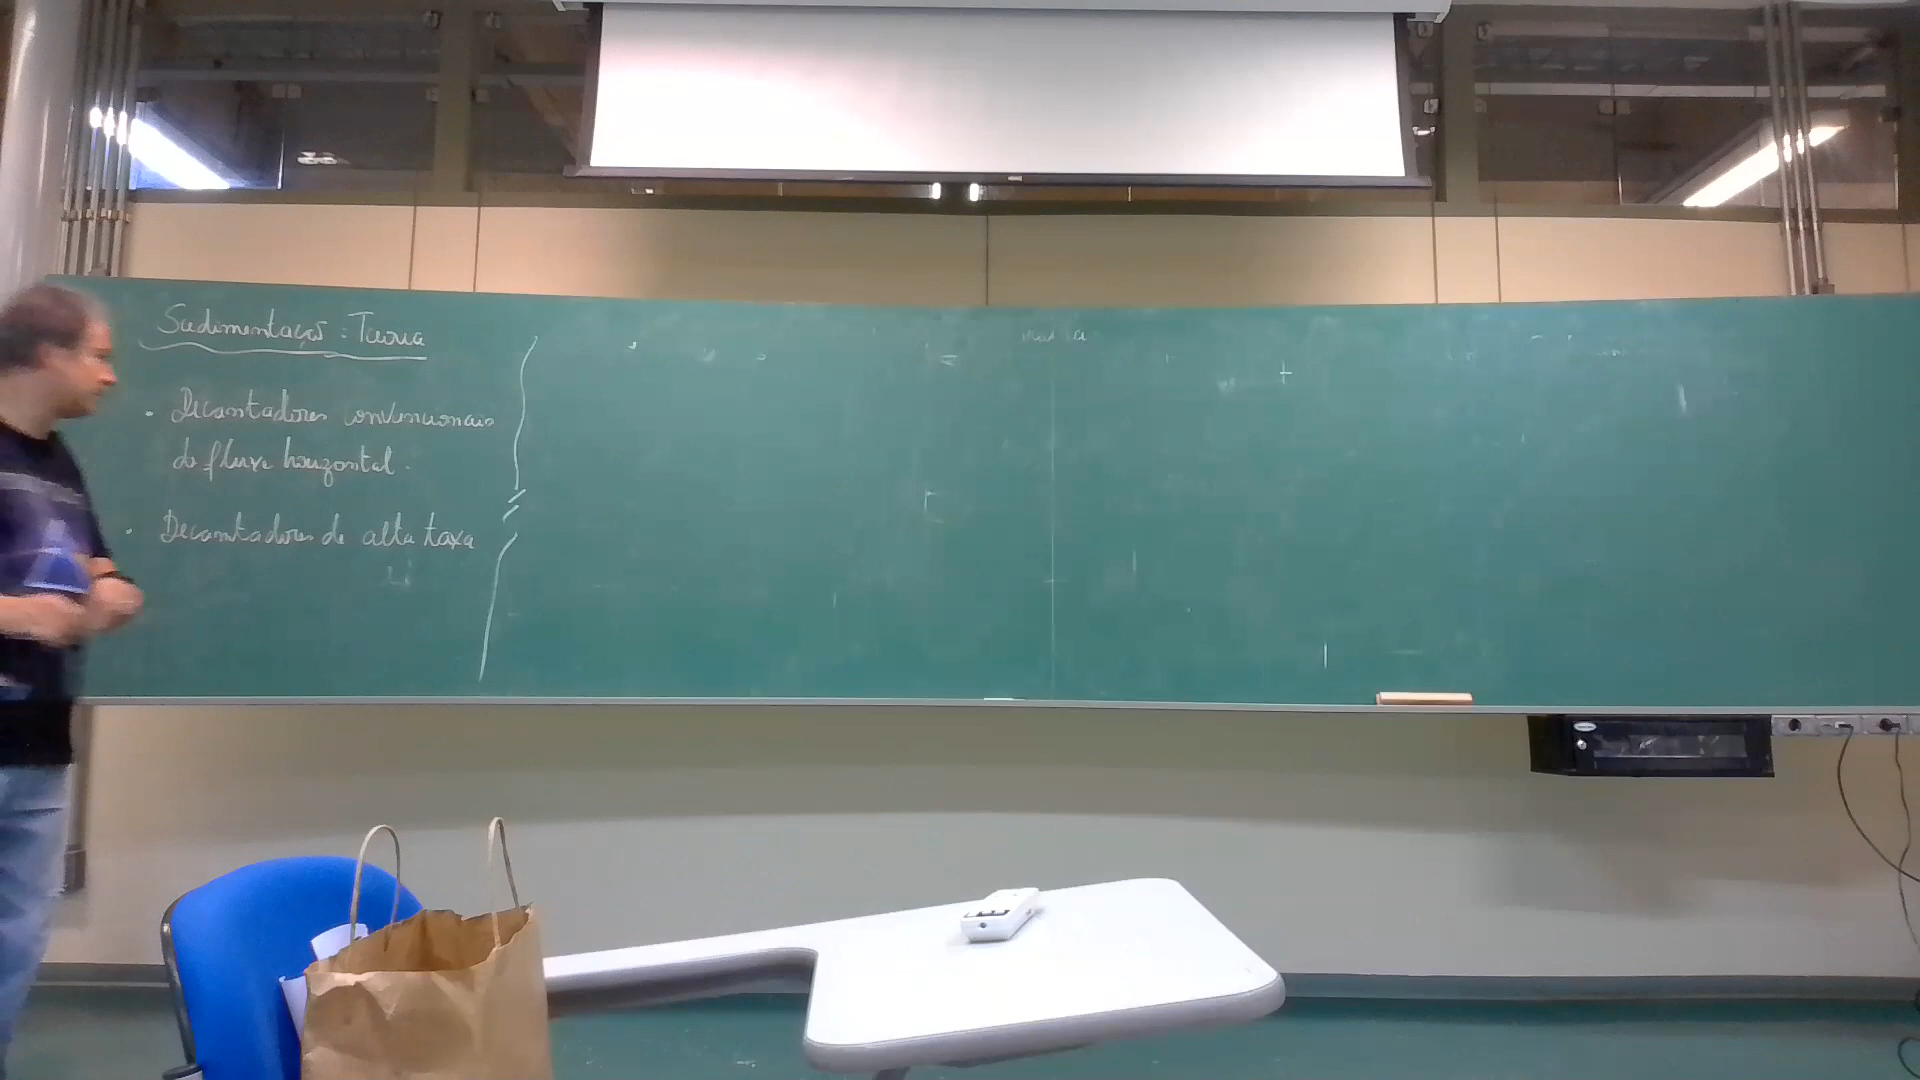 Sedimentação: Teoria
• Decantadores convencionais
de fluxo horizontal.
• Decantadores de alta taxa